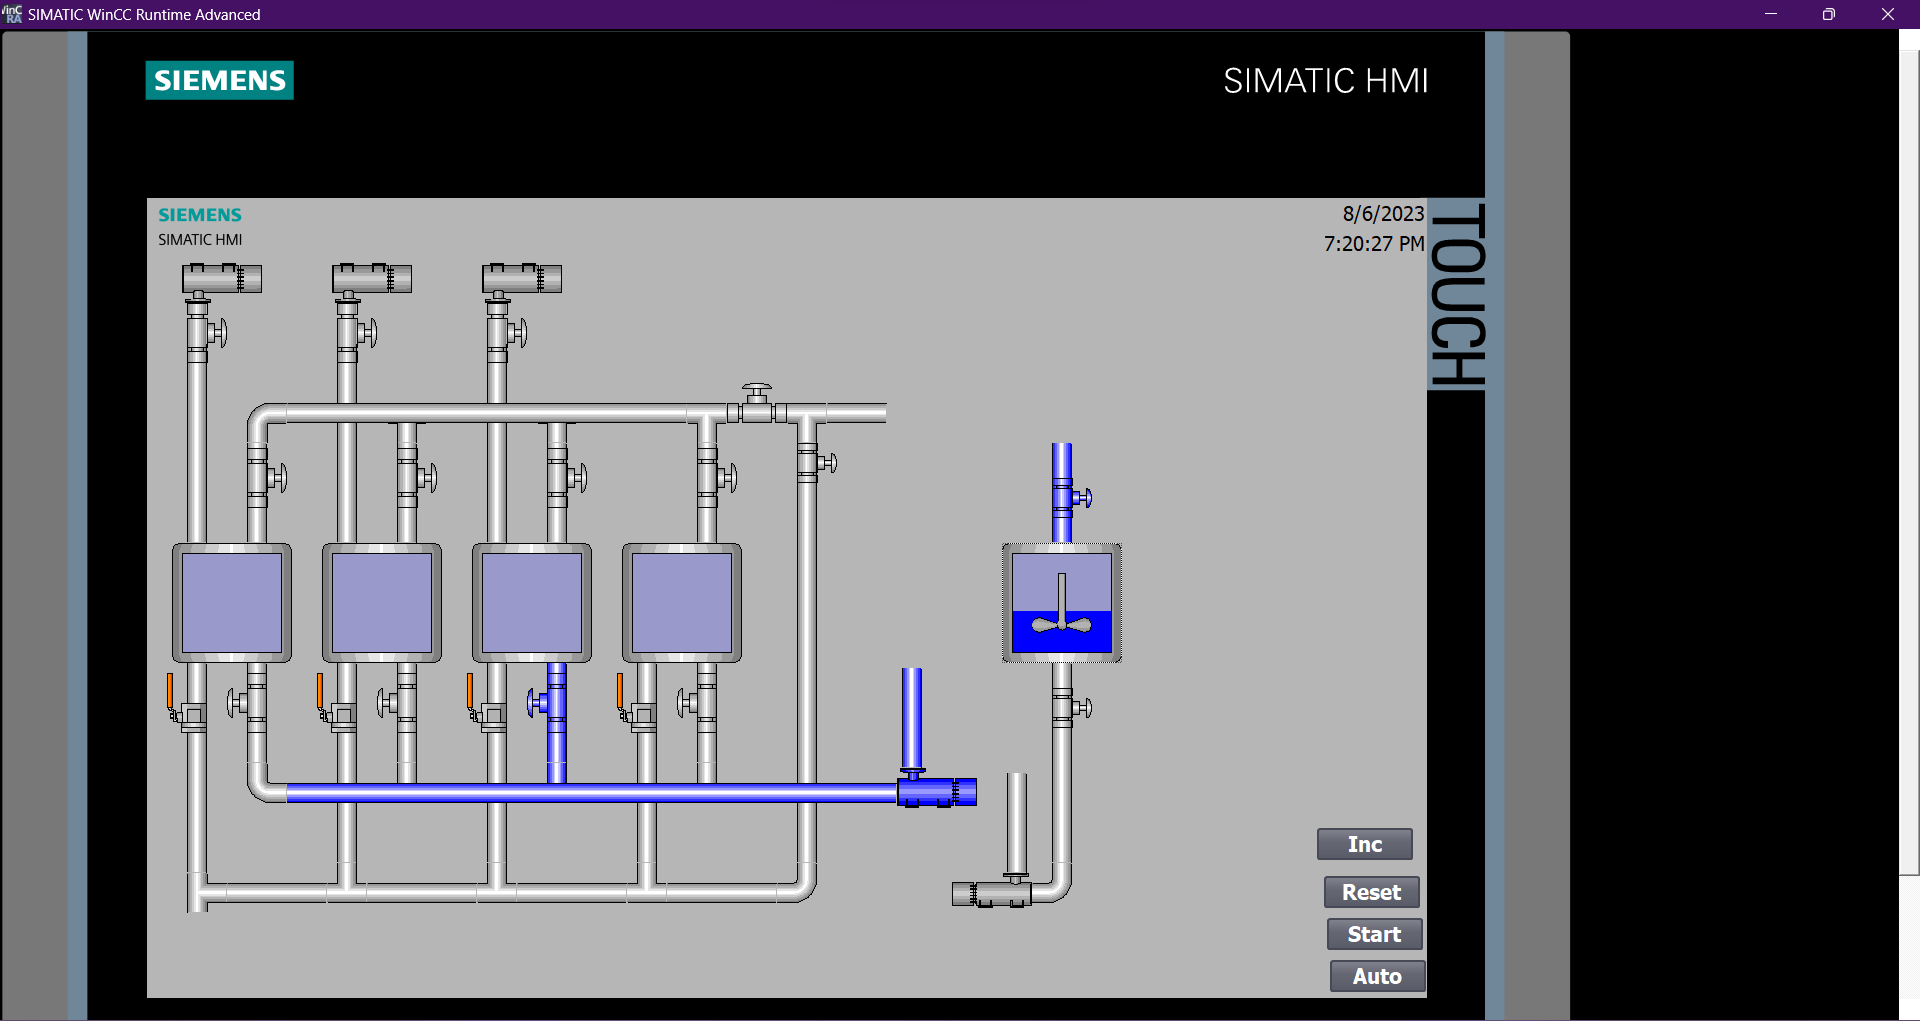 SIMATIC WinCC Runtime Advanced
SIEMENS
SIMATIC HMI
SIEMENS
SIMATIC HMI
8/6/2023
7:20:27 PM
TOUCH
Inc
Reset
Start
Auto